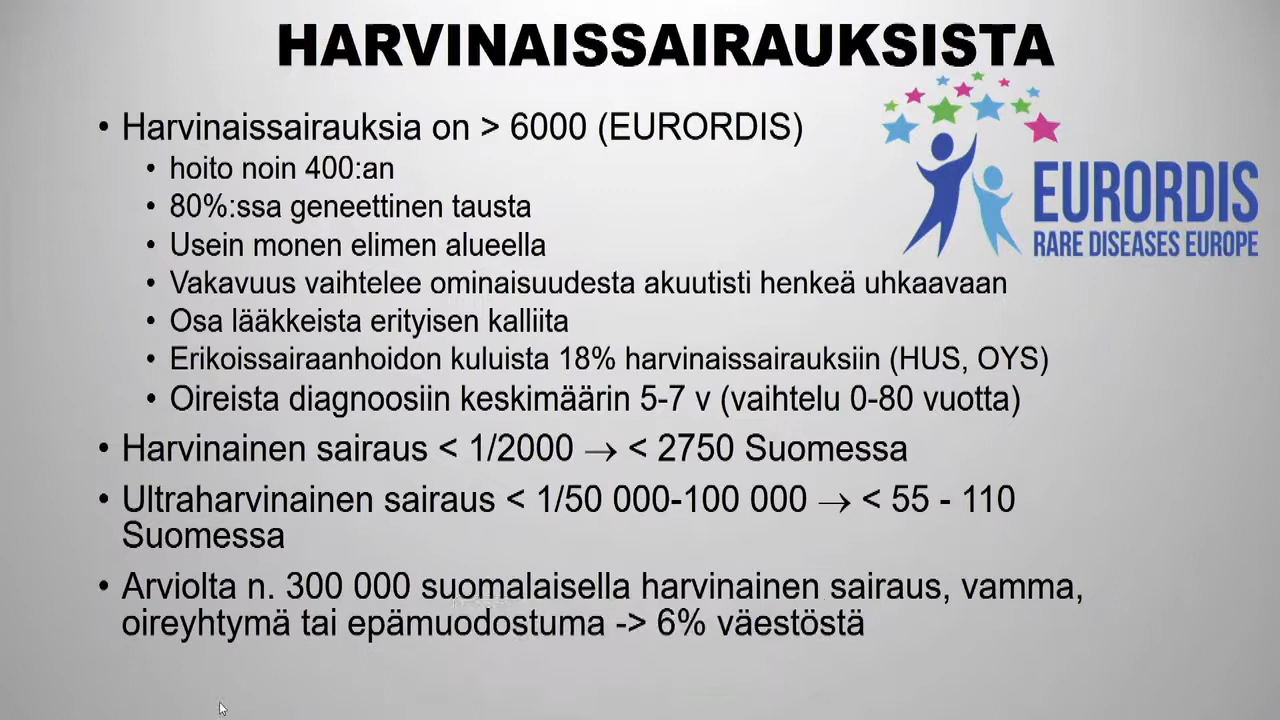 HARVINAISSAIRAUKSISTA
• Harvinaissairauksia on > 6000 (EURORDIS)
• hoito noin 400:an
• 80%:ssa geneettinen tausta
• Usein monen elimen alueella
• Vakavuus vaihtelee ominaisuudesta akuutisti henkeä uhkaavaan
• Osa lääkkeista erityisen kalliita
• Erikoissairaanhoidon kuluista 18% harvinaissairauksiin (HUS, OYS)
• Oireista diagnoosiin keskimäärin 5-7 v (vaihtelu 0-80 vuotta)
• Harvinainen sairaus < 1/2000 → < 2750 Suomessa
• Ultraharvinainen sairaus < 1/50 000-100 000 → < 55 - 110
Suomessa
• Arviolta n. 300 000 suomalaisella harvinainen sairaus, vamma,
oireyhtymä tai epämuodostuma -> 6% väestöstä
EURORDIS
RARE DISEASES EUROPE